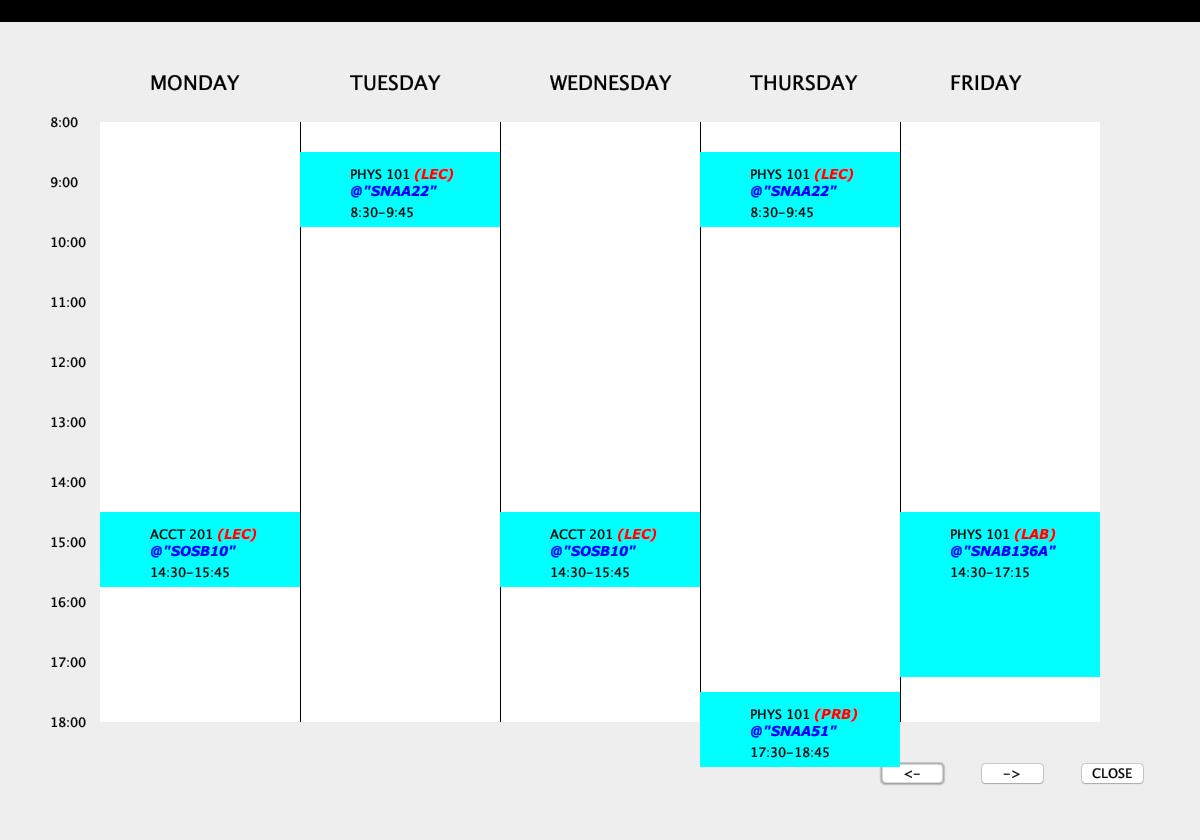 MONDAY TUESDAY WEDNESDAY THURSDAY FRIDAY
8:00
PHYS 101 (LEC)
@"SNAA22"
8:30-9:45
PHYS 101 (LEC)
@"SNAA22"
8:30-9:45
9:00
10:00
11:00
12:00
13:00
14:00
ACCT 201 (LEC)
@"SOSB10"
14:30-15:45
ACCT 201 (LEC)
@"SOSB10"
14:30-15:45
PHYS 101 (LAB)
@"SNAB136A"
14:30-17:15
15:00
16:00
17:00
PHYS 101 (PRB)
@"SNAA51"
17:30-18:45
18:00
<- -> CLOSE